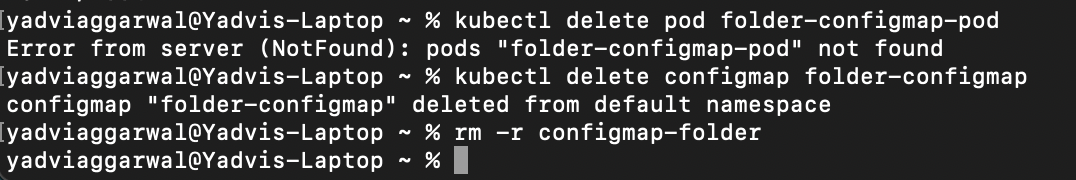 [yadviaggarwal@Yadvis-Laptop ~ % kubectl delete pod folder-configmap-pod
Error from server (NotFound): pods "folder-configmap-pod" not found
[yadviaggarwal@Yadvis-Laptop ~ % kubectl delete configmap folder-configmap
configmap "folder-configmap" deleted from default namespace
[yadviaggarwal@Yadvis-Laptop ~ % rm -r configmap-folder
yadviaggarwal@Yadvis-Laptop ~ %